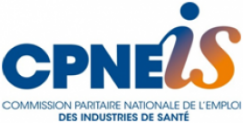 CPNEiS
COMMISSION PARITAIRE NATIONALE DE L'EMPLOI
DES INDUSTRIES DE SANTÉ